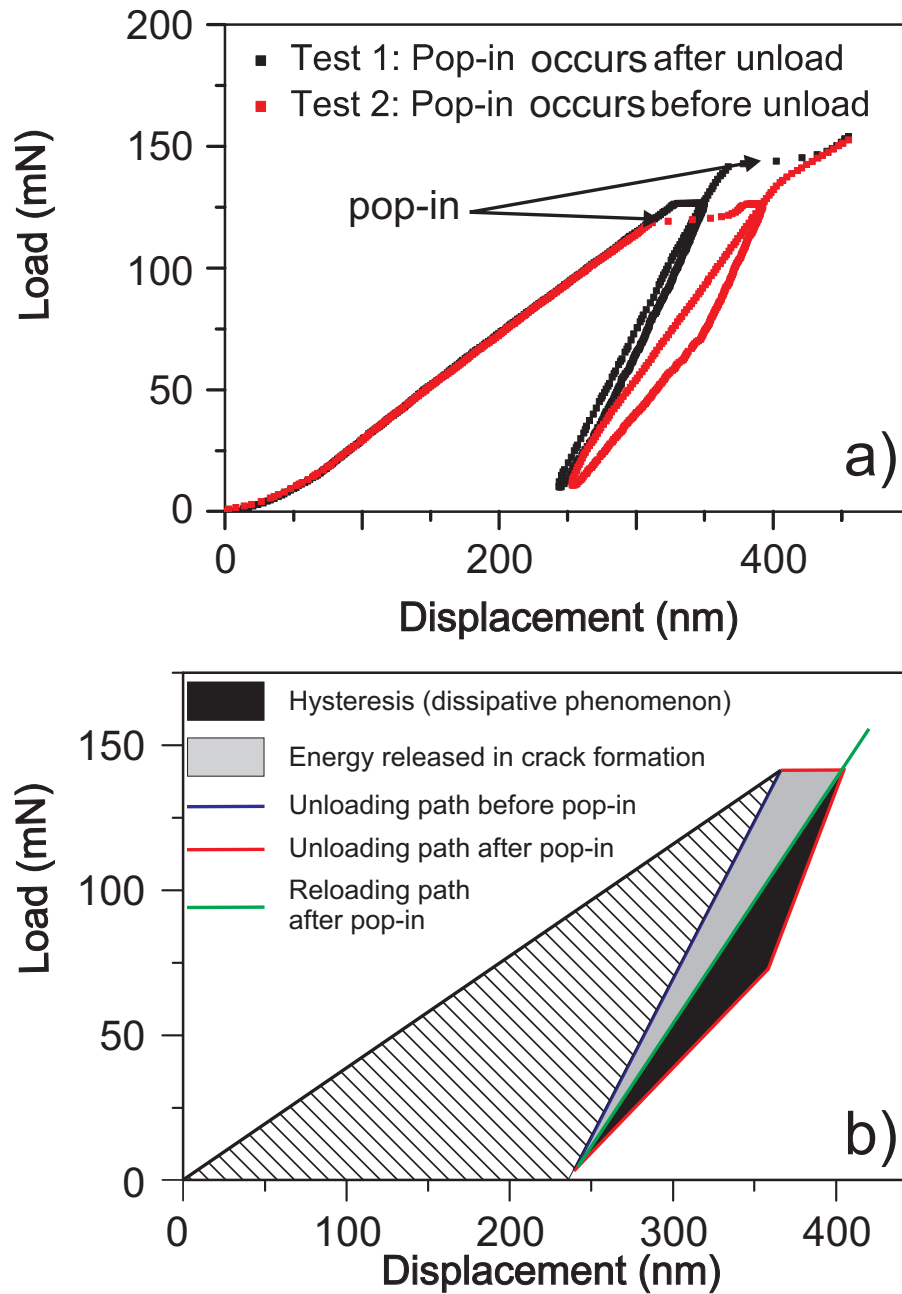 200
Test 1: Pop-in occurs after unload
Test 2: Pop-in occurs before unload
150
pop-in
100
50
a)
0
0
200
400
Load (mN)
Displacement (nm)
Hysteresis (dissipative phenomenon)
150
Energy released in crack formation
Unloading path before pop-in
Unloading path after pop-in
100
Reloading path
after pop-in
50
b)
0
0
100
200
300
400
Load (mN)
Displacement (nm)